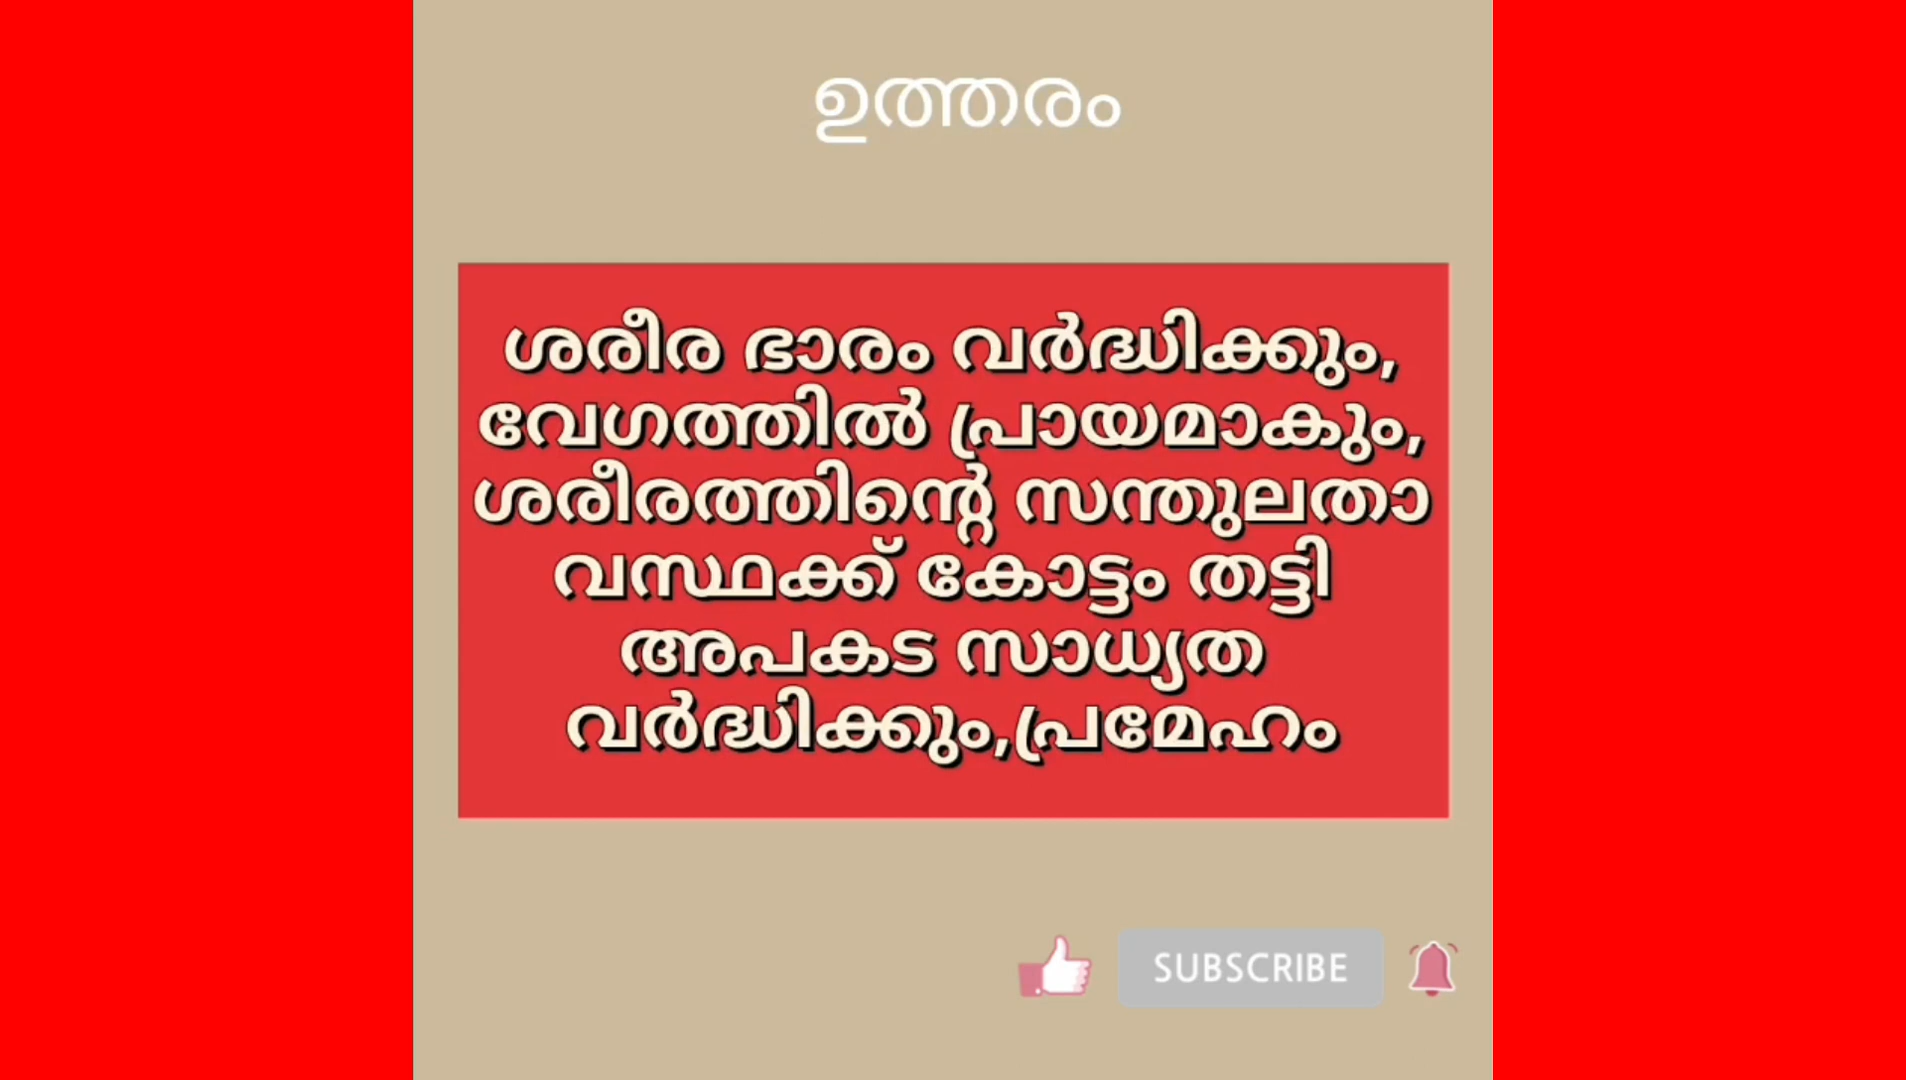 ഉത്തരം
ശരീര ഭാരം വർദ്ധിക്കും,
വേഗത്തിൽ പ്രായമാകും,
ശരീരത്തിന്റെ സന്തുലതാ
വസ്ഥക്ക് കോട്ടം തട്ടി
അപകട സാധ്യത
വർദ്ധിക്കും,പ്രമേഹം
SUBSCRIBE